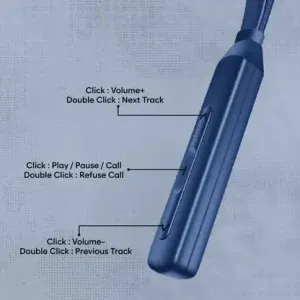 Click : Volume+
Double Click : Next Track
Click : Play / Pause / Call
Double Click : Refuse Call
Click : Volume-
Double Click : Previous Track